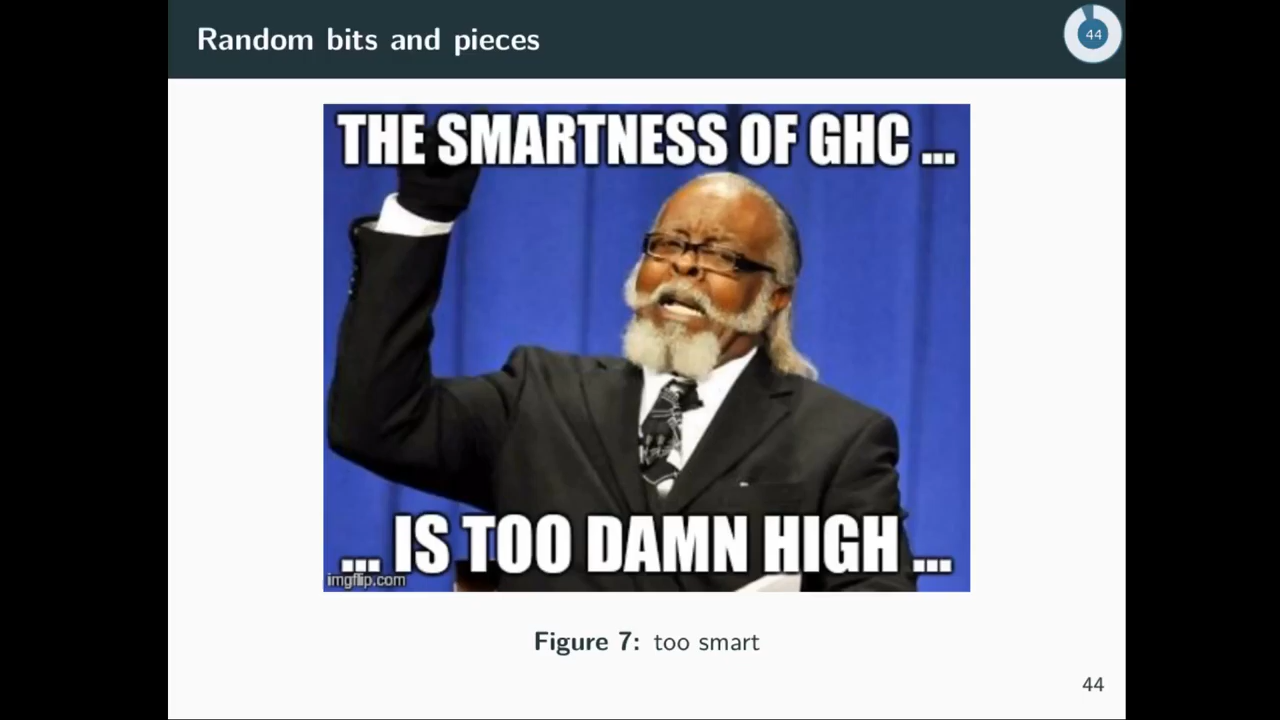 Random bits and pieces
44
THE SMARTNESS OF GHC ...
... IS TOO DAMN HIGH ...
imgflip.com
Figure 7: too smart
44